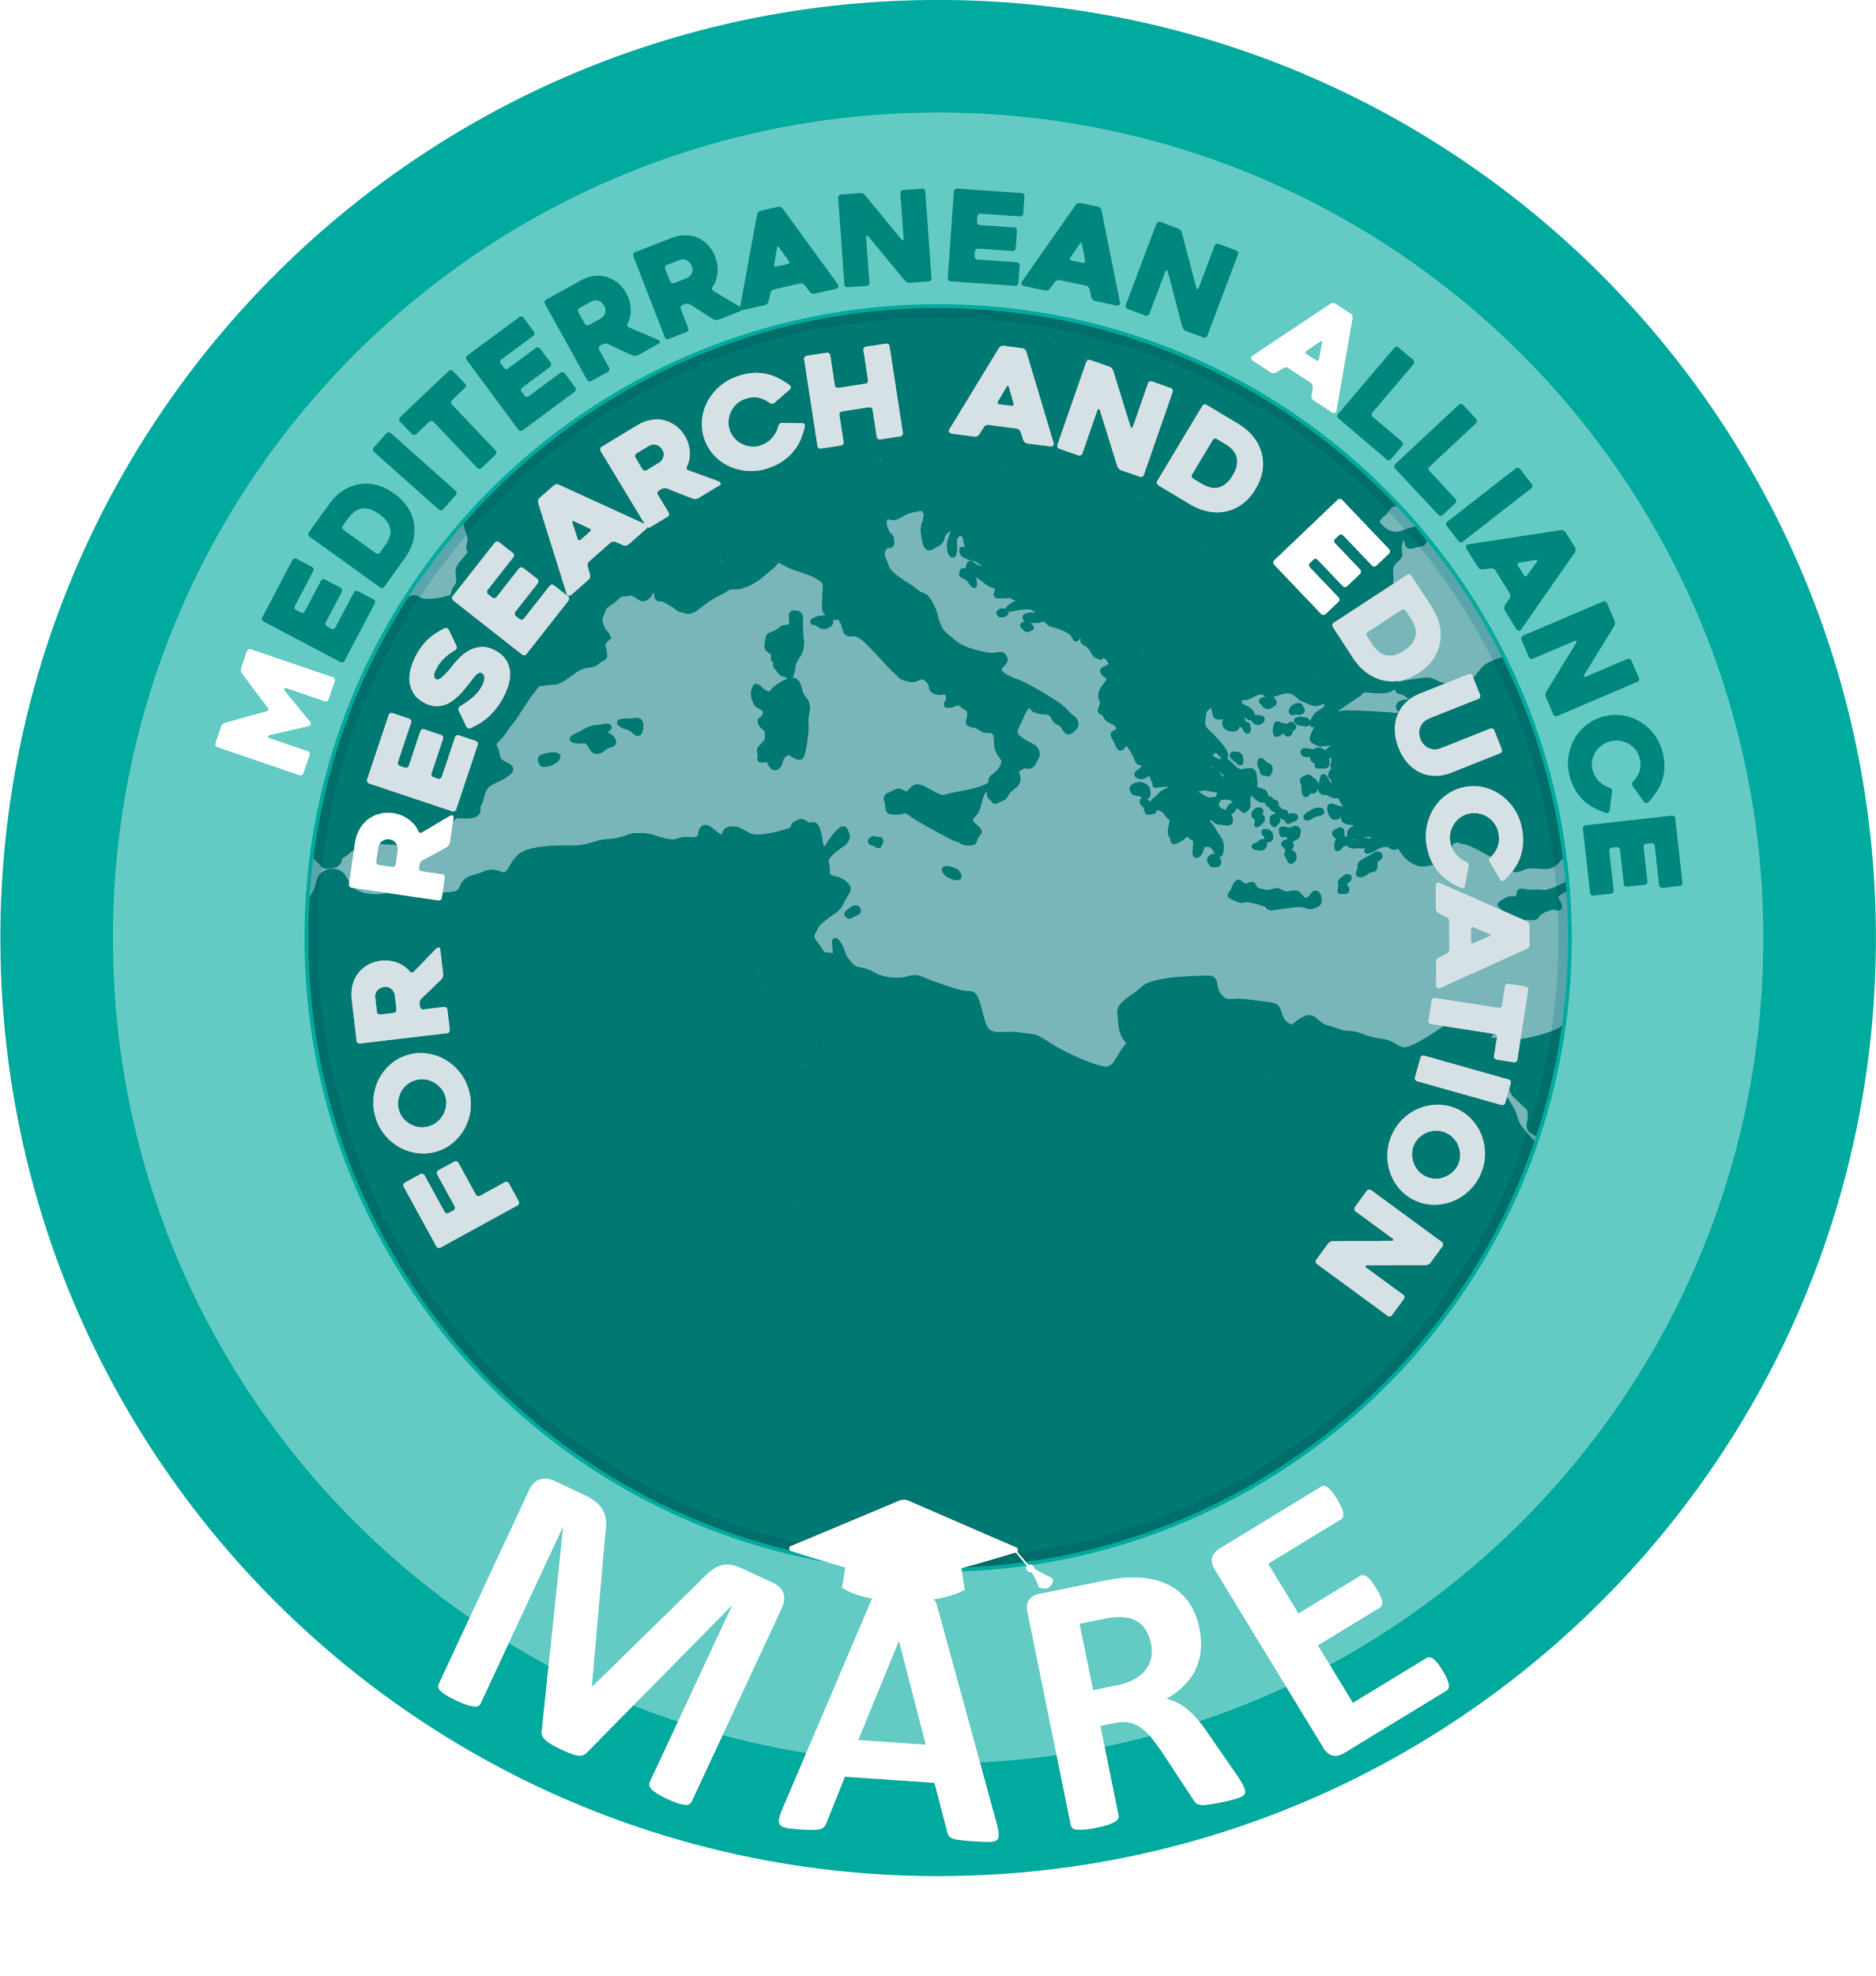 MEDITERRANEAN ALLIANCE
FOR RESEARCH AND EDUCATION
MARE